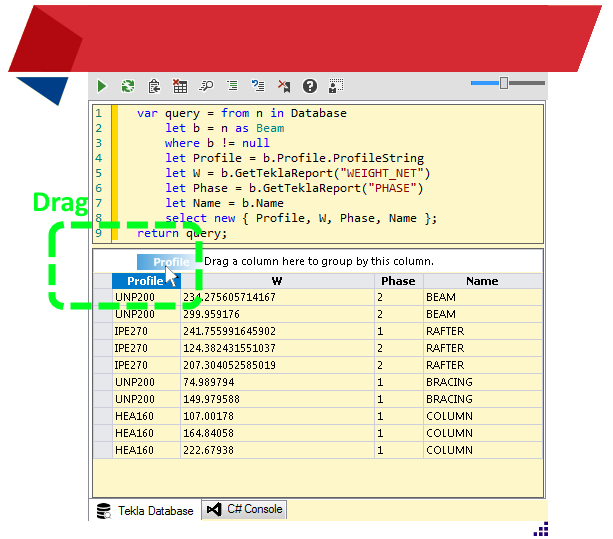 1 var query = from n in Database
2 let b = n as Beam
3 where b != null
4 let Profile = b.Profile.ProfileString
5 let W = b.GetTeklaReport("WEIGHT_NET")
6 let Phase = b.GetTeklaReport("PHASE")
7 let Name = b.Name
8 select new { Profile, W, Phase, Name };
9 return query;
Drag
Profile Drag a column here to group by this column.
Profile W Phase Name
UNP200 234.275605714167 2 BEAM
UNP200 299.959176 2 BEAM
IPE270 241.755991645902 1 RAFTER
IPE270 124.382431551037 2 RAFTER
IPE270 207.304052585019 2 RAFTER
UNP200 74.989794 1 BRACING
UNP200 149.979588 1 BRACING
HEA160 107.00178 1 COLUMN
HEA160 164.84058 1 COLUMN
HEA160 222.67938 1 COLUMN
Tekla Database C# Console